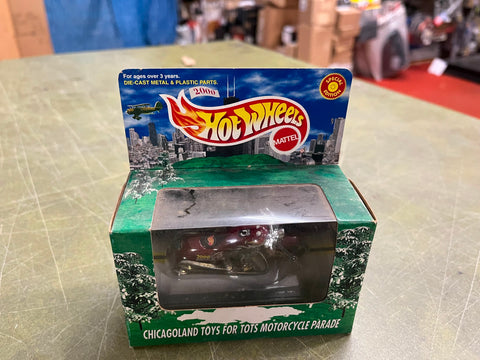 For ages over 3 years.
DIE-CAST METAL & PLASTIC PARTS.
2000
SPECIAL
EDITION
HOT WHEELS
MATTEL
CHICAGOLAND TOYS FOR TOTS MOTORCYCLE PARADE